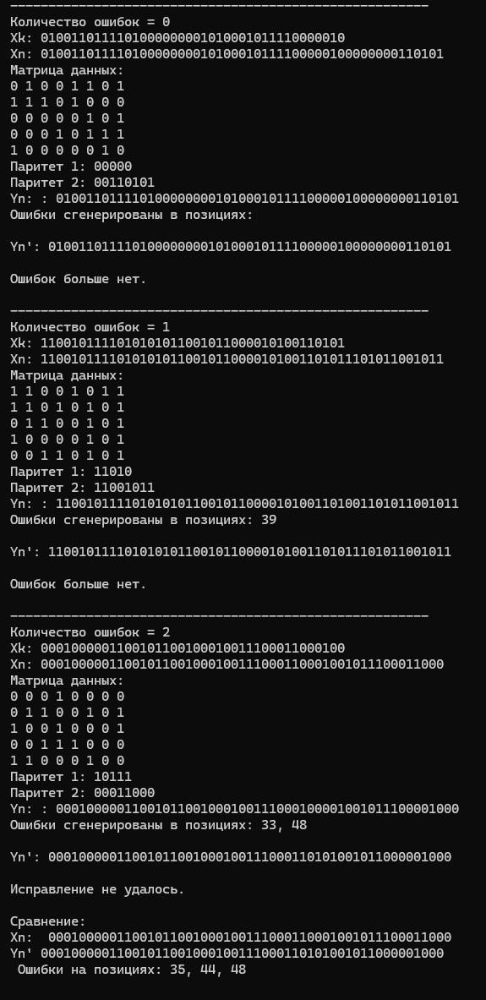 -------------------------------------------------------
Количество ошибок = 0
Xk: 0100110111101000000001010001011110000010
Xn: 01001101111010000000010100010111100000100000000110101
Матрица данных:
0 1 0 0 1 1 0 1
1 1 1 0 1 0 0 0
0 0 0 0 0 1 0 1
0 0 0 1 0 1 1 1
1 0 0 0 0 0 1 0
Паритет 1: 00000
Паритет 2: 00110101
Yn: : 01001101111010000000010100010111100000100000000110101
Ошибки сгенерированы в позициях:
Yn': 01001101111010000000010100010111100000100000000110101
Ошибок больше нет.
-------------------------------------------------------
Количество ошибок = 1
Xk: 1100101111010101011001011000010100110101
Xn: 11001011110101010110010110000101001101011101011001011
Матрица данных:
1 1 0 0 1 0 1 1
1 1 0 1 0 1 0 1
0 1 1 0 0 1 0 1
1 0 0 0 0 1 0 1
0 0 1 1 0 1 0 1
Паритет 1: 11010
Паритет 2: 11001011
Yn: : 11001011110101010110010110000101001101001101011001011
Ошибки сгенерированы в позициях: 39
Yn': 11001011110101010110010110000101001101011101011001011
Ошибок больше нет.
-------------------------------------------------------
Количество ошибок = 2
Xk: 0001000001100101100100010011100011000100
Xn: 00010000011001011001000100111000110001001011100011000
Матрица данных:
0 0 0 1 0 0 0 0
0 1 1 0 0 1 0 1
1 0 0 1 0 0 0 1
0 0 1 1 1 0 0 0
1 1 0 0 0 1 0 0
Паритет 1: 10111
Паритет 2: 00011000
Yn: : 00010000011001011001000100111000100001001011100001000
Ошибки сгенерированы в позициях: 33, 48
Yn': 00010000011001011001000100111000110101001011000001000
Исправление не удалось.
Сравнение:
Xn:  00010000011001011001000100111000110001001011100011000
Yn' 00010000011001011001000100111000110101001011000001000
Ошибки на позициях: 35, 44, 48